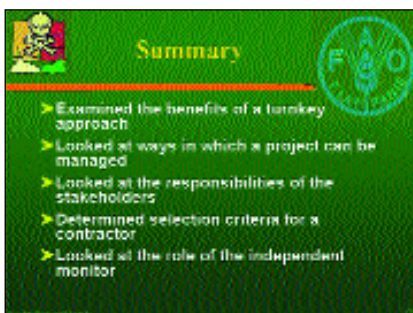 Summary
F A O
➤Examined the benefits of a turnkey
approach
➤Looked at ways in which a project can be
managed
➤Looked at the responsibilities of the
stakeholders
➤Determined selection criteria for a
contractor
➤Looked at the role of the independent
monitor